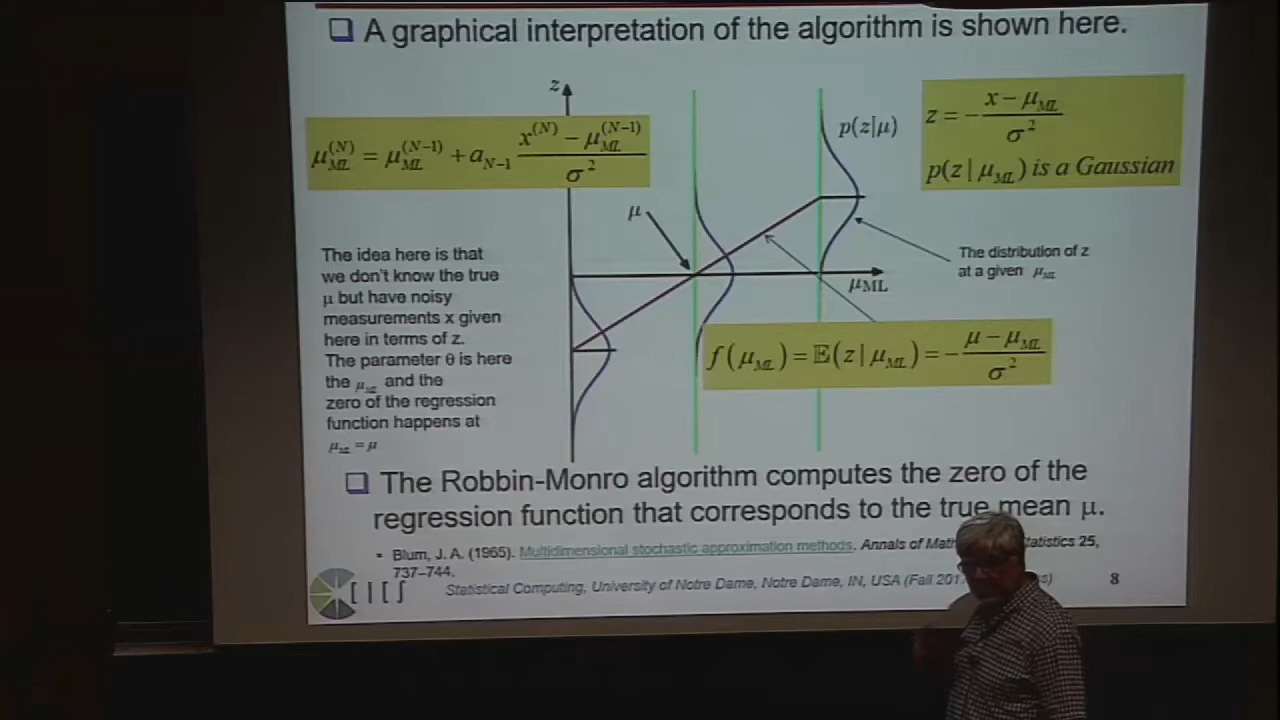 ❑ A graphical interpretation of the algorithm is shown here.
z
μ_ML^(N) = μ_ML^(N-1) + a_{N-1} (x^(N) − μ_ML^(N-1)) / σ²
p(z|μ)
z = − (x − μ_ML) / σ²
p(z | μ_ML) is a Gaussian
μ
The idea here is that
we don't know the true
μ but have noisy
measurements x given
here in terms of z.
The parameter θ is here
the μ_ML and the
zero of the regression
function happens at
μ_ML = μ
The distribution of z
at a given μ_ML
μML
f(μ_ML) = 𝔼(z | μ_ML) = − (μ − μ_ML) / σ²
❑ The Robbin-Monro algorithm computes the zero of the
regression function that corresponds to the true mean μ.
▪ Blum, J. A. (1965). Multidimensional stochastic approximation methods. Annals of Statistics 25,
737–744.
Statistical Computing, University of Notre Dame, Notre Dame, IN, USA (Fall
8